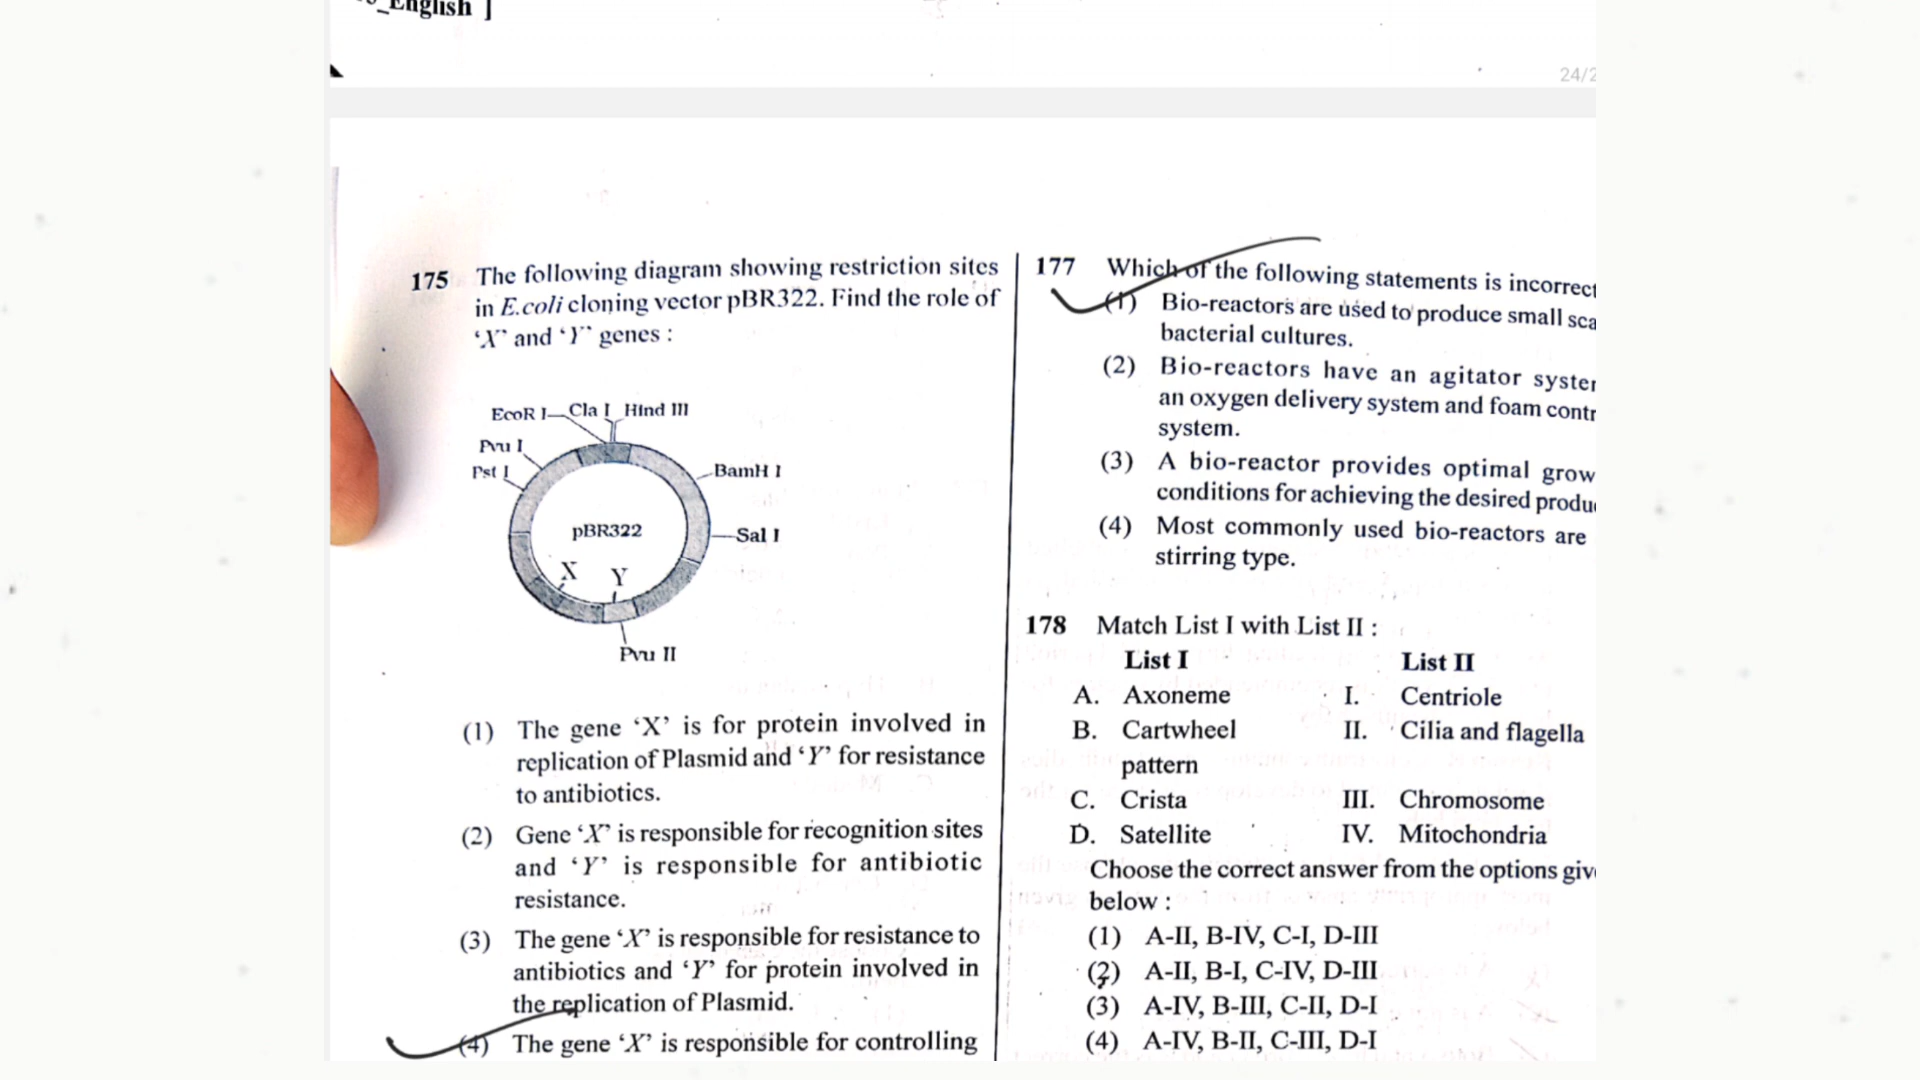 _English ]
24/2
175 The following diagram showing restriction sites
in E.coli cloning vector pBR322. Find the role of
‘X’ and ‘Y’ genes :
EcoR I
Cla I
Hind III
Pvu I
Pst I
BamH I
pBR322
Sal I
X
Y
Pvu II
(1) The gene ‘X’ is for protein involved in
replication of Plasmid and ‘Y’ for resistance
to antibiotics.
(2) Gene ‘X’ is responsible for recognition sites
and ‘Y’ is responsible for antibiotic
resistance.
(3) The gene ‘X’ is responsible for resistance to
antibiotics and ‘Y’ for protein involved in
the replication of Plasmid.
(4) The gene ‘X’ is responsible for controlling
177 Which of the following statements is incorrect
(1) Bio-reactors are used to produce small sca
bacterial cultures.
(2) Bio-reactors have an agitator syster
an oxygen delivery system and foam contr
system.
(3) A bio-reactor provides optimal grow
conditions for achieving the desired produ
(4) Most commonly used bio-reactors are
stirring type.
178 Match List I with List II :
List I List II
A. Axoneme I. Centriole
B. Cartwheel II. Cilia and flagella
pattern
C. Crista III. Chromosome
D. Satellite IV. Mitochondria
Choose the correct answer from the options giv
below :
(1) A-II, B-IV, C-I, D-III
(2) A-II, B-I, C-IV, D-III
(3) A-IV, B-III, C-II, D-I
(4) A-IV, B-II, C-III, D-I